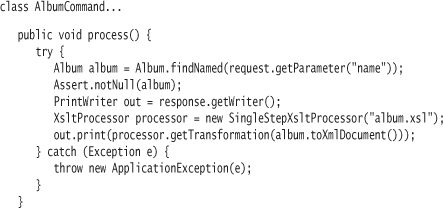 class AlbumCommand...
public void process() {
try {
Album album = Album.findNamed(request.getParameter("name"));
Assert.notNull(album);
PrintWriter out = response.getWriter();
XsltProcessor processor = new SingleStepXsltProcessor("album.xsl");
out.print(processor.getTransformation(album.toXmlDocument()));
} catch (Exception e) {
throw new ApplicationException(e);
}
}